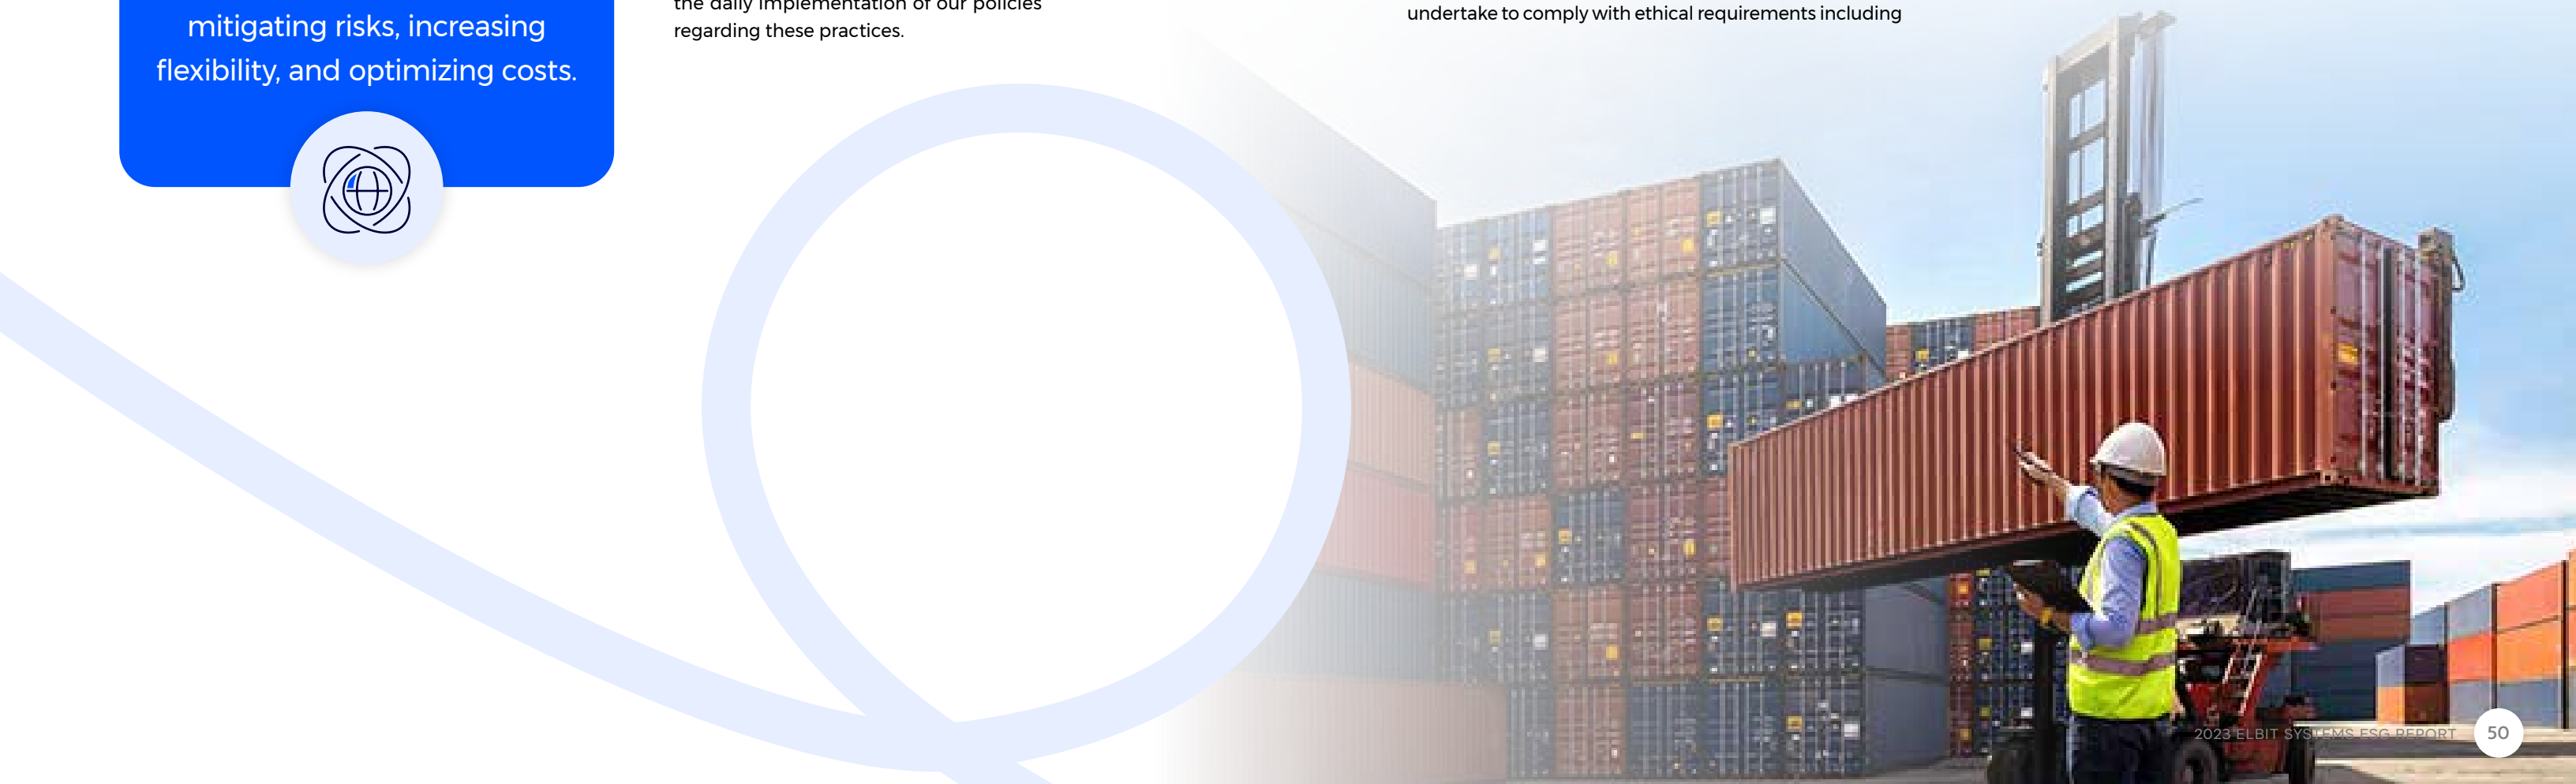 mitigating risks, increasing
flexibility, and optimizing costs.
the daily implementation of our policies
regarding these practices.
undertake to comply with ethical requirements including
2023 ELBIT SYSTEMS ESG REPORT
50